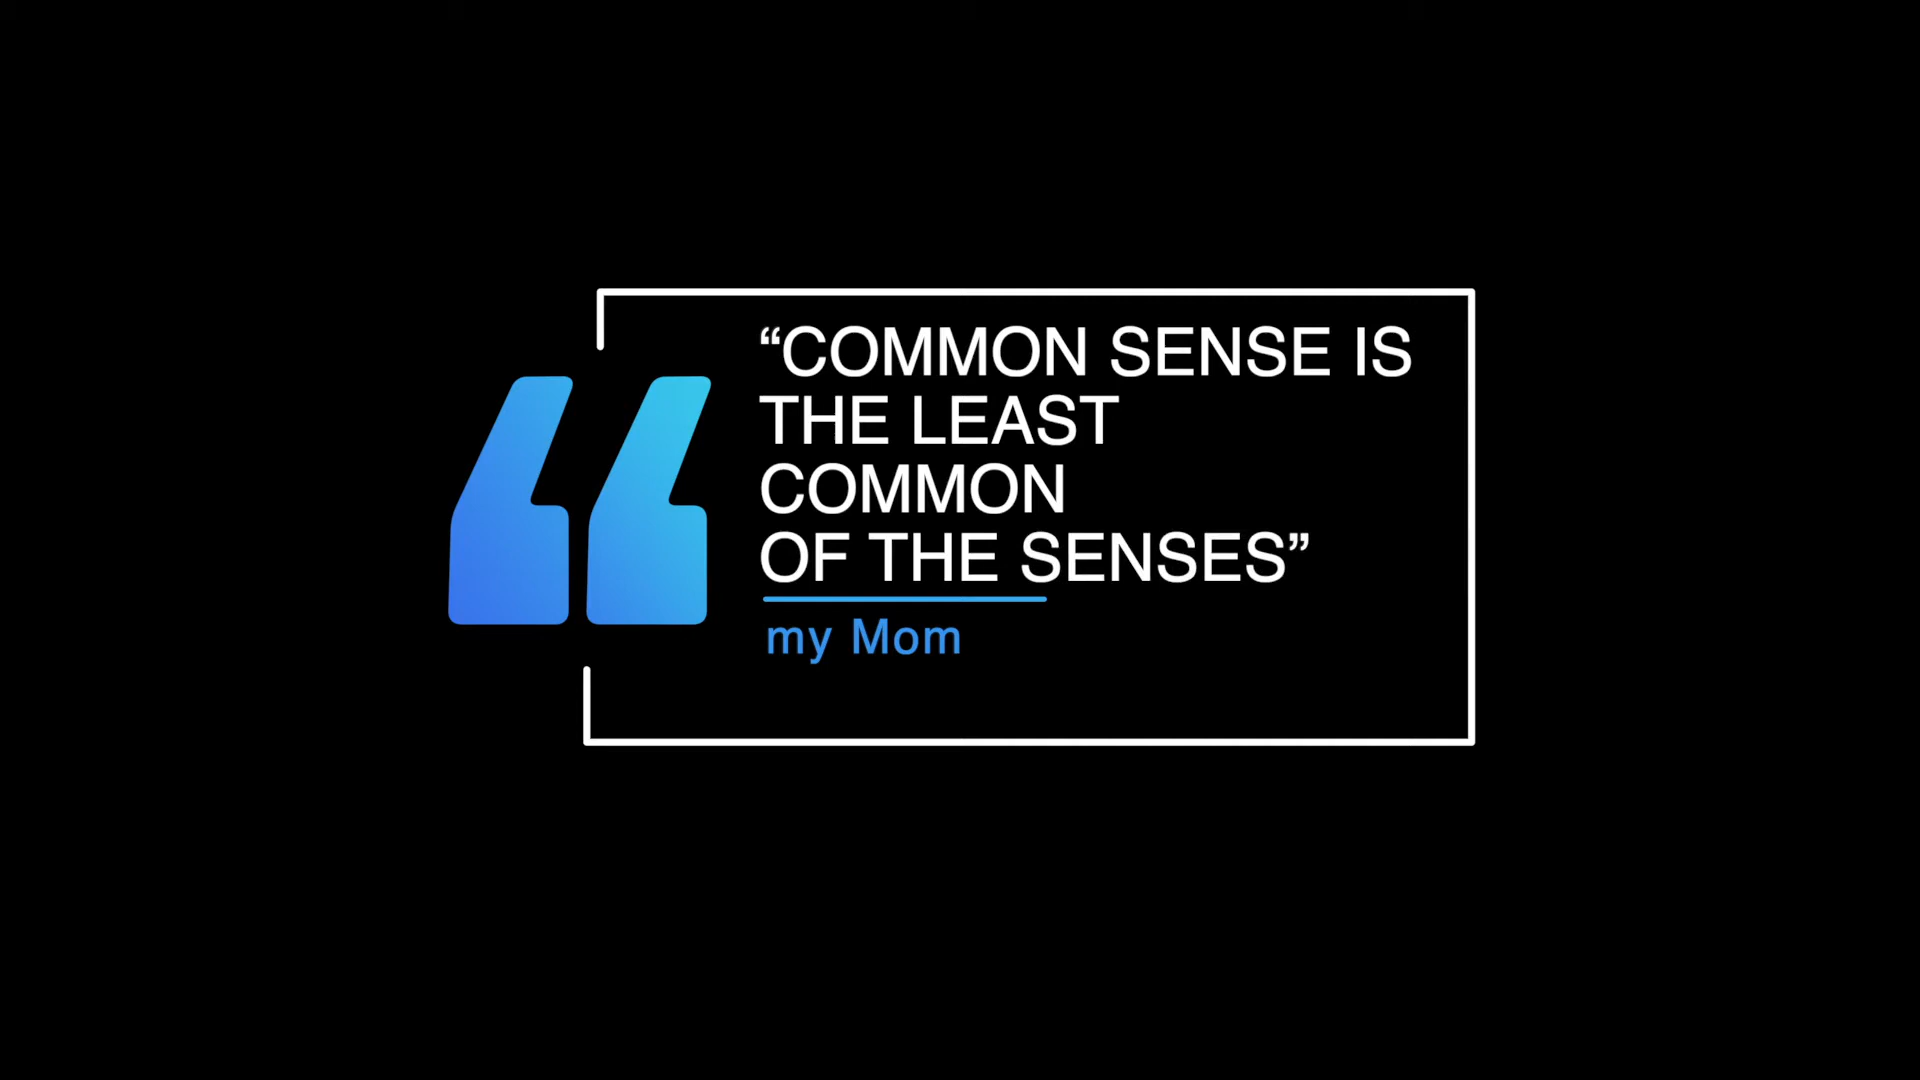 “COMMON SENSE IS
THE LEAST
COMMON
OF THE SENSES”
my Mom